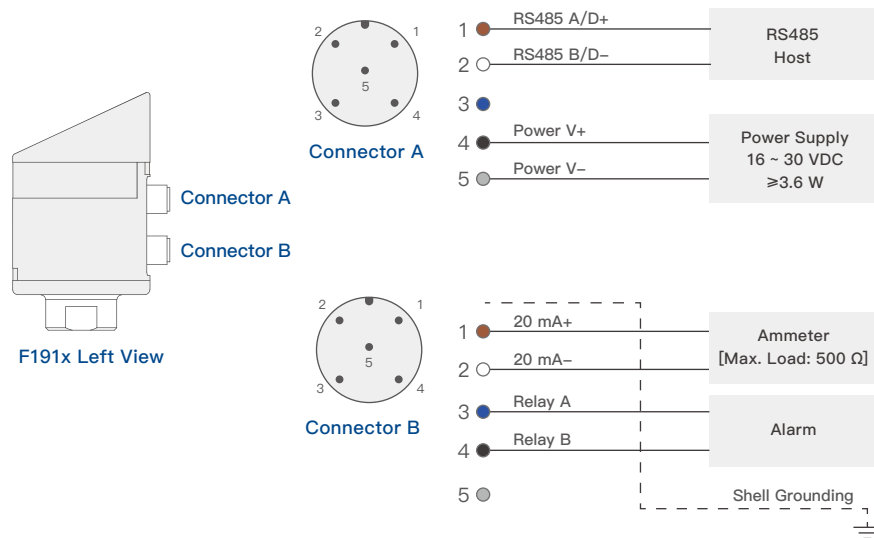 2
1
5
3
4
Connector A
1
RS485 A/D+
2
RS485 B/D−
3
4
Power V+
5
Power V−
RS485
Host
Power Supply
16 ~ 30 VDC
≥3.6 W
Connector A
Connector B
F191x Left View
2
1
5
3
4
Connector B
1
20 mA+
2
20 mA−
3
Relay A
4
Relay B
5
Ammeter
[Max. Load: 500 Ω]
Alarm
Shell Grounding